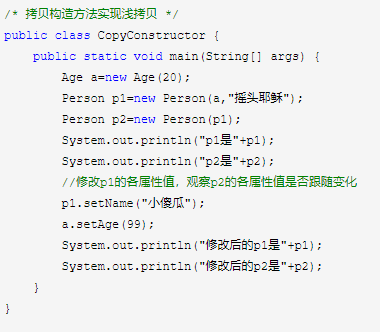 /* 拷贝构造方法实现浅拷贝 */
public class CopyConstructor {
    public static void main(String[] args) {
        Age a=new Age(20);
        Person p1=new Person(a,"摇头耶稣");
        Person p2=new Person(p1);
        System.out.println("p1是"+p1);
        System.out.println("p2是"+p2);
        //修改p1的各属性值，观察p2的各属性值是否跟随变化
        p1.setName("小傻瓜");
        a.setAge(99);
        System.out.println("修改后的p1是"+p1);
        System.out.println("修改后的p2是"+p2);
    }
}